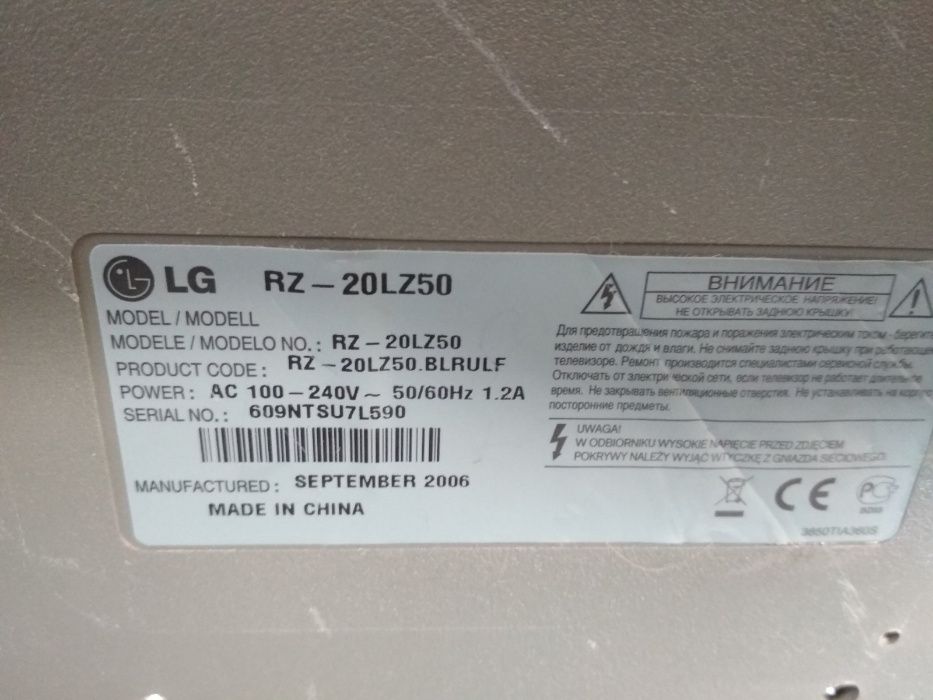 LG RZ-20LZ50
MODEL / MODELL
MODELE / MODELO NO.: RZ-20LZ50
PRODUCT CODE: RZ-20LZ50.BLRULF
POWER: AC 100-240V~ 50/60Hz 1.2A
SERIAL NO.: 609NTSU7L590
MANUFACTURED: SEPTEMBER 2006
MADE IN CHINA
ВНИМАНИЕ
ВЫСОКОЕ ЭЛЕКТРИЧЕСКОЕ НАПРЯЖЕНИЕ!
НЕ ОТКРЫВАТЬ ЗАДНЮЮ КРЫШКУ!
Для предотвращения пожара и поражения электрическим током - берегите
изделие от дождя и влаги. Не снимайте заднюю крышку при работающем
телевизоре. Ремонт производится специалистами сервисной службы.
Отключать от электрической сети, если телевизор не работает длительное
время. Не закрывать вентиляционные отверстия. Не устанавливать на корпус
посторонние предметы.
UWAGA!
W ODBIORNIKU WYSOKIE NAPIĘCIE PRZED ZDJĘCIEM
POKRYWY NALEŻY WYJĄĆ WTYCZKĘ Z GNIAZDA SIECIOWEGO.
CE
3850TIA360S